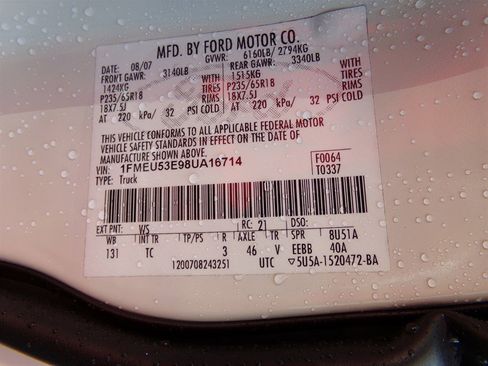 MFD. BY FORD MOTOR CO.
DATE: 08/07 GVWR: 6160LB/ 2794KG
FRONT GAWR: 3140LB REAR GAWR: 3340LB
1424KG WITH 1515KG WITH
P235/65R18 TIRES P235/65R18 TIRES
18X7.5J RIMS 18X7.5J RIMS
AT 220 kPa/ 32 PSI COLD AT 220 kPa/ 32 PSI COLD
THIS VEHICLE CONFORMS TO ALL APPLICABLE FEDERAL MOTOR
VEHICLE SAFETY STANDARDS IN EFFECT ON THE DATE OF
MANUFACTURE SHOWN ABOVE.
VIN: 1FMEU53E98UA16714 F0064
TYPE: Truck T0337
EXT PNT: WS RC: 21 DSO:
WB INT TR TP/PS R AXLE TR SPR 8U51A
131 TC 3 46 V EEBB 40A
1200708243251 UTC ▽5U5A-1520472-BA